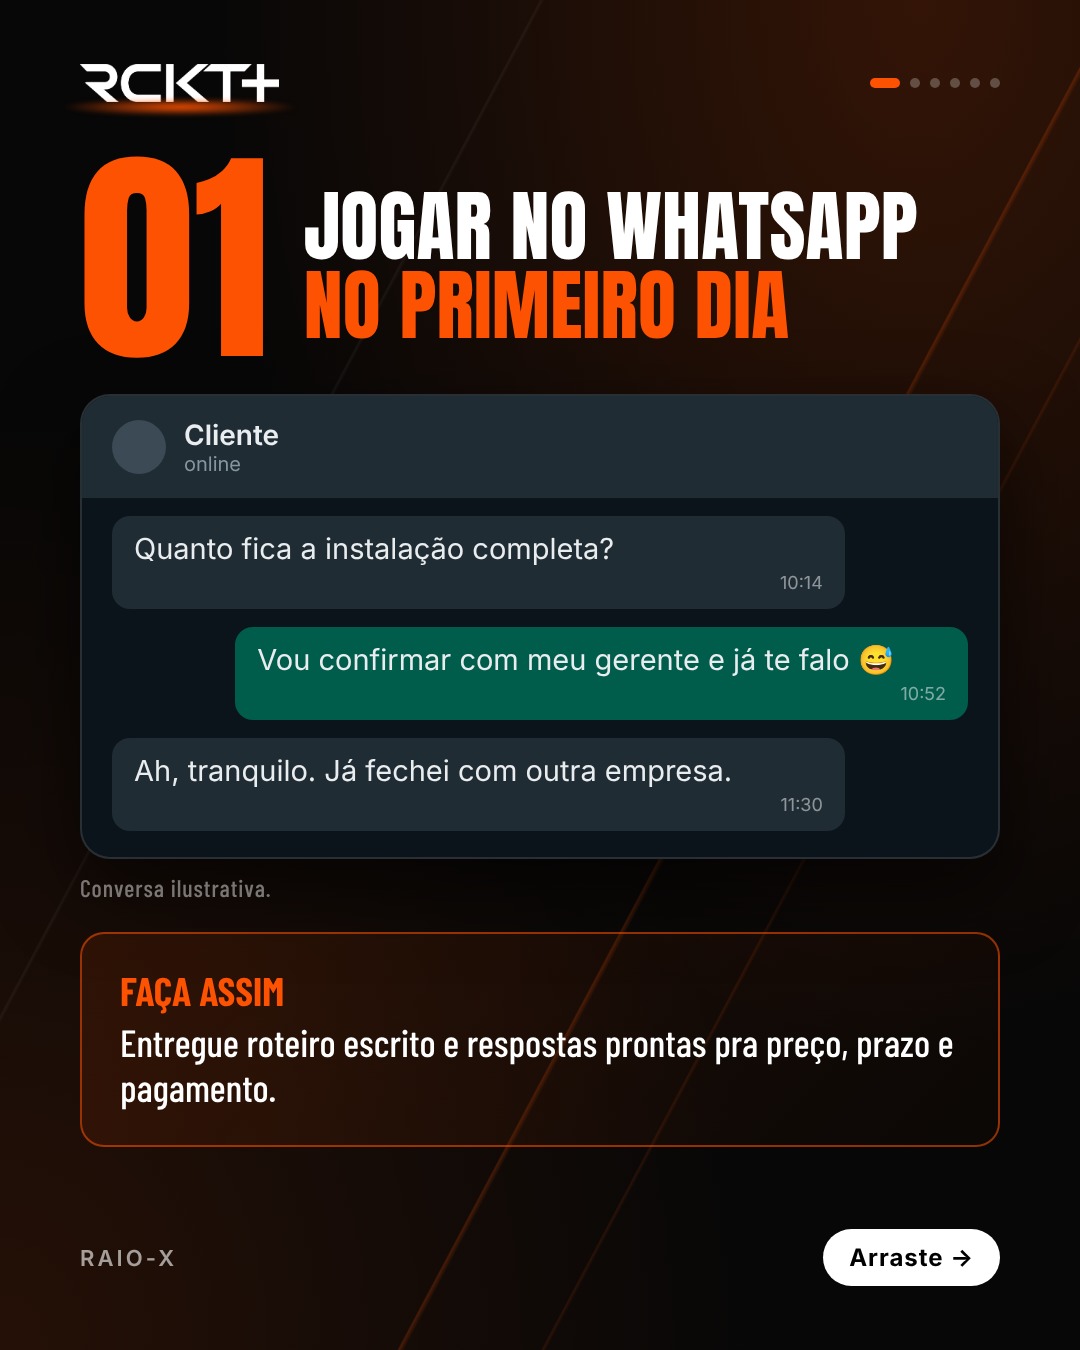 RCKT+
01
JOGAR NO WHATSAPP
NO PRIMEIRO DIA
Cliente
online
Quanto fica a instalação completa?
10:14
Vou confirmar com meu gerente e já te falo 😅
10:52
Ah, tranquilo. Já fechei com outra empresa.
11:30
Conversa ilustrativa.
FAÇA ASSIM
Entregue roteiro escrito e respostas prontas pra preço, prazo e
pagamento.
RAIO-X
Arraste →